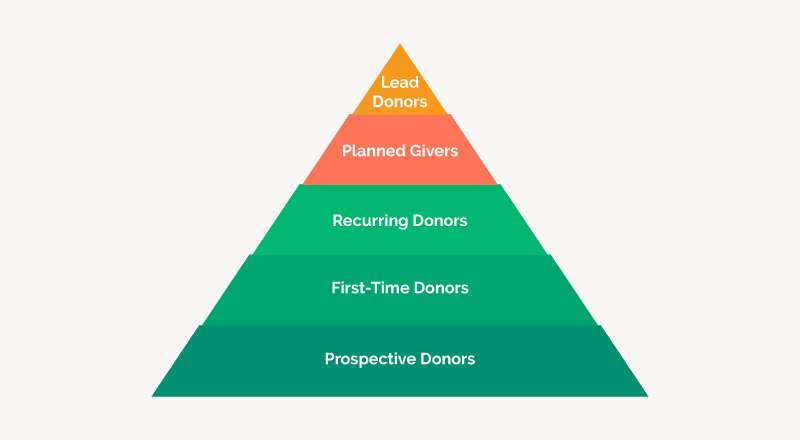 Lead
Donors
Planned Givers
Recurring Donors
First-Time Donors
Prospective Donors